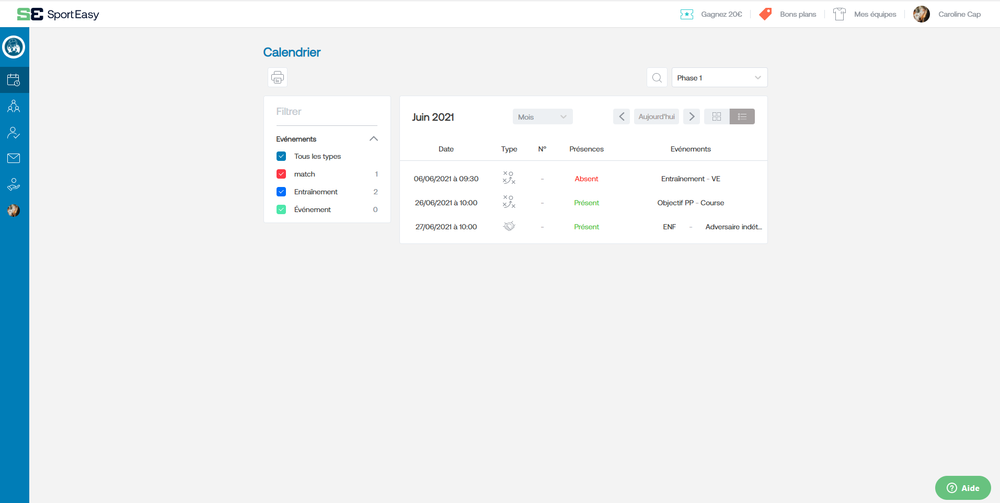 SE SportEasy
Gagnez 20€
Bons plans
Mes équipes
Caroline Cap
Calendrier
Phase 1
Filtrer
Evénements
Tous les types
match 1
Entraînement 2
Événement 0
Juin 2021
Mois
Aujourd'hui
Date Type N° Présences Evénements
06/06/2021 à 09:30 - Absent Entraînement - VE
26/06/2021 à 10:00 - Présent Objectif PP - Course
27/06/2021 à 10:00 - Présent ENF - Adversaire indét...
Aide